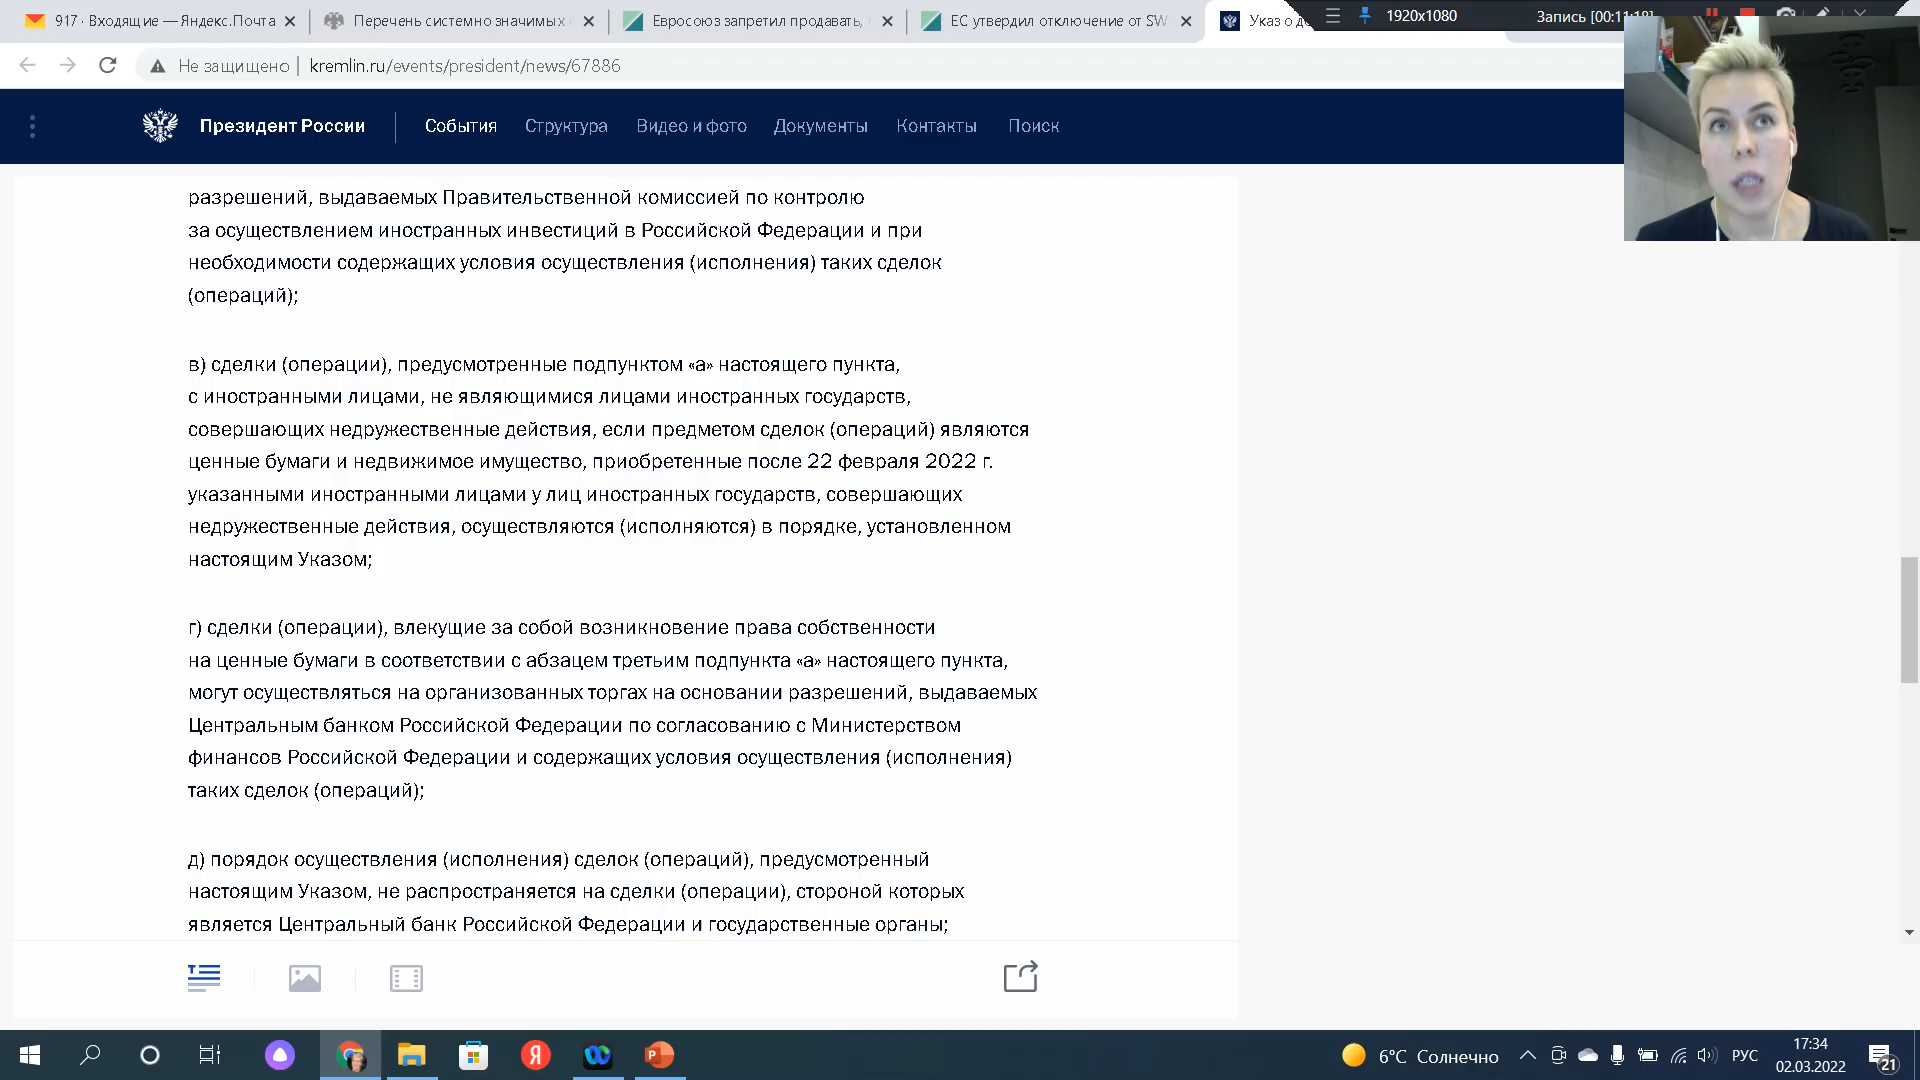 917 · Входящие — Яндекс.Почта
Перечень системно значимых
Евросоюз запретил продавать,
ЕС утвердил отключение от SW
Указ о до
1920x1080
Запись [00:11:18]
Не защищено
kremlin.ru/events/president/news/67886
Президент России
События
Структура
Видео и фото
Документы
Контакты
Поиск
разрешений, выдаваемых Правительственной комиссией по контролю
за осуществлением иностранных инвестиций в Российской Федерации и при
необходимости содержащих условия осуществления (исполнения) таких сделок
(операций);
в) сделки (операции), предусмотренные подпунктом «а» настоящего пункта,
с иностранными лицами, не являющимися лицами иностранных государств,
совершающих недружественные действия, если предметом сделок (операций) являются
ценные бумаги и недвижимое имущество, приобретенные после 22 февраля 2022 г.
указанными иностранными лицами у лиц иностранных государств, совершающих
недружественные действия, осуществляются (исполняются) в порядке, установленном
настоящим Указом;
г) сделки (операции), влекущие за собой возникновение права собственности
на ценные бумаги в соответствии с абзацем третьим подпункта «а» настоящего пункта,
могут осуществляться на организованных торгах на основании разрешений, выдаваемых
Центральным банком Российской Федерации по согласованию с Министерством
финансов Российской Федерации и содержащих условия осуществления (исполнения)
таких сделок (операций);
д) порядок осуществления (исполнения) сделок (операций), предусмотренный
настоящим Указом, не распространяется на сделки (операции), стороной которых
является Центральный банк Российской Федерации и государственные органы;
6°C Солнечно
РУС
17:34
02.03.2022
21